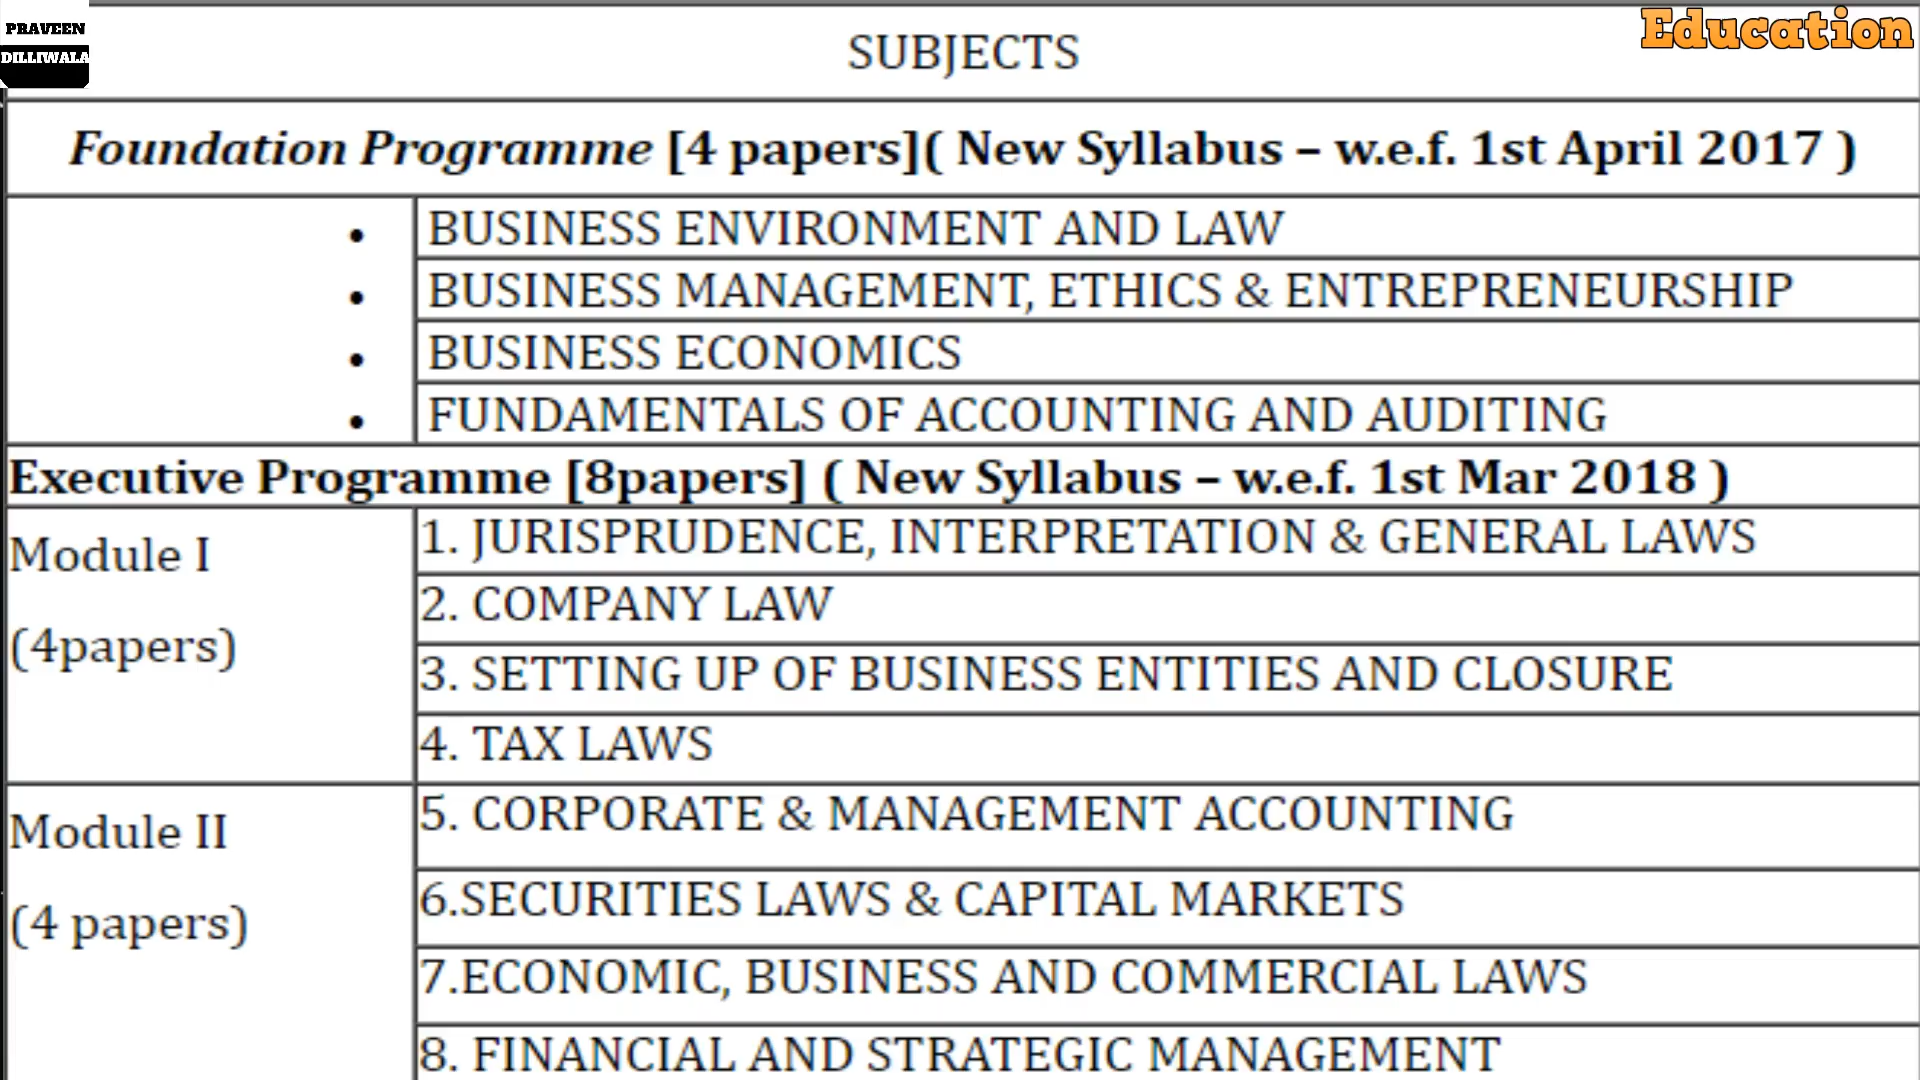 PRAVEEN
DILLIWALA
Education
SUBJECTS
Foundation Programme [4 papers]( New Syllabus – w.e.f. 1st April 2017 )
• BUSINESS ENVIRONMENT AND LAW
• BUSINESS MANAGEMENT, ETHICS & ENTREPRENEURSHIP
• BUSINESS ECONOMICS
• FUNDAMENTALS OF ACCOUNTING AND AUDITING
Executive Programme [8papers] ( New Syllabus – w.e.f. 1st Mar 2018 )
Module I
(4papers)
1. JURISPRUDENCE, INTERPRETATION & GENERAL LAWS
2. COMPANY LAW
3. SETTING UP OF BUSINESS ENTITIES AND CLOSURE
4. TAX LAWS
Module II
(4 papers)
5. CORPORATE & MANAGEMENT ACCOUNTING
6.SECURITIES LAWS & CAPITAL MARKETS
7.ECONOMIC, BUSINESS AND COMMERCIAL LAWS
8. FINANCIAL AND STRATEGIC MANAGEMENT